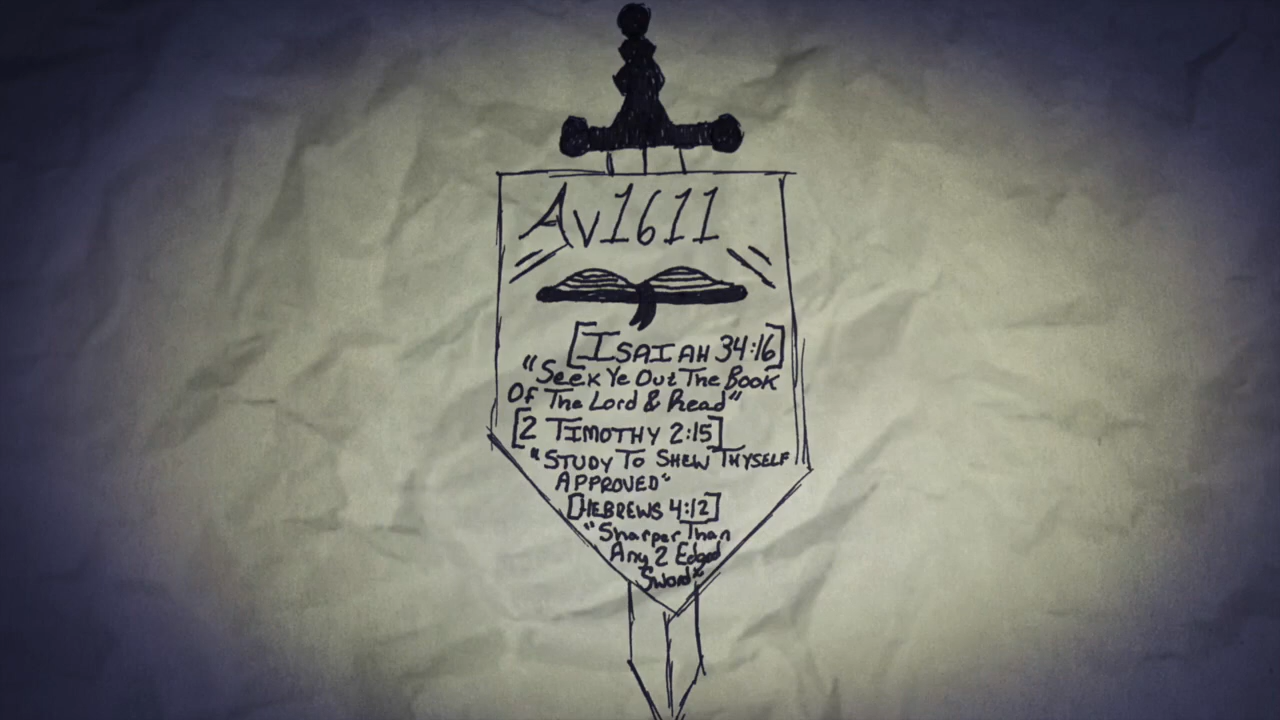 Av1611
[ISAIAH 34:16]
"Seek Ye Out The Book
Of The Lord & Read"
[2 TIMOTHY 2:15]
"STUDY TO SHEW THYSELF
APPROVED"
[HEBREWS 4:12]
"Sharper Than
Any 2 Edged
Sword"